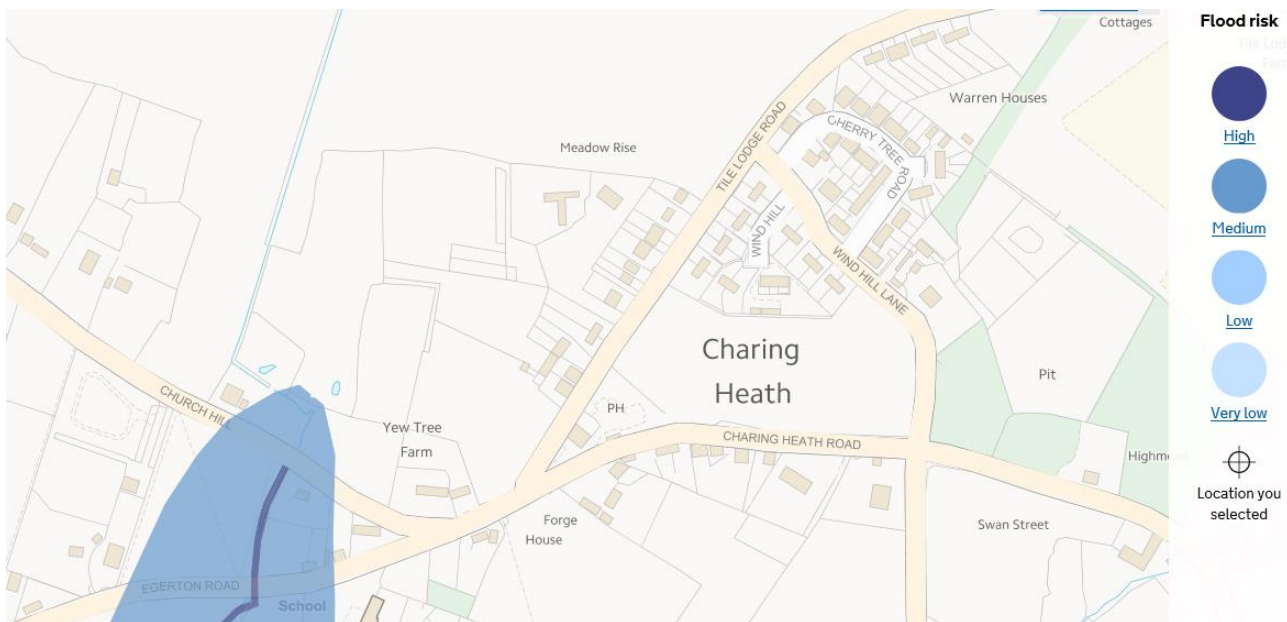 Cottages
Warren Houses
CHERRY TREE ROAD
TILE LODGE ROAD
Meadow Rise
WIND HILL
WIND HILL LANE
Charing
Heath
Pit
CHURCH HILL
PH
Yew Tree
Farm
CHARING HEATH ROAD
Forge
House
Swan Street
EGERTON ROAD
School
Flood risk
High
Medium
Low
Very low
Location you
selected